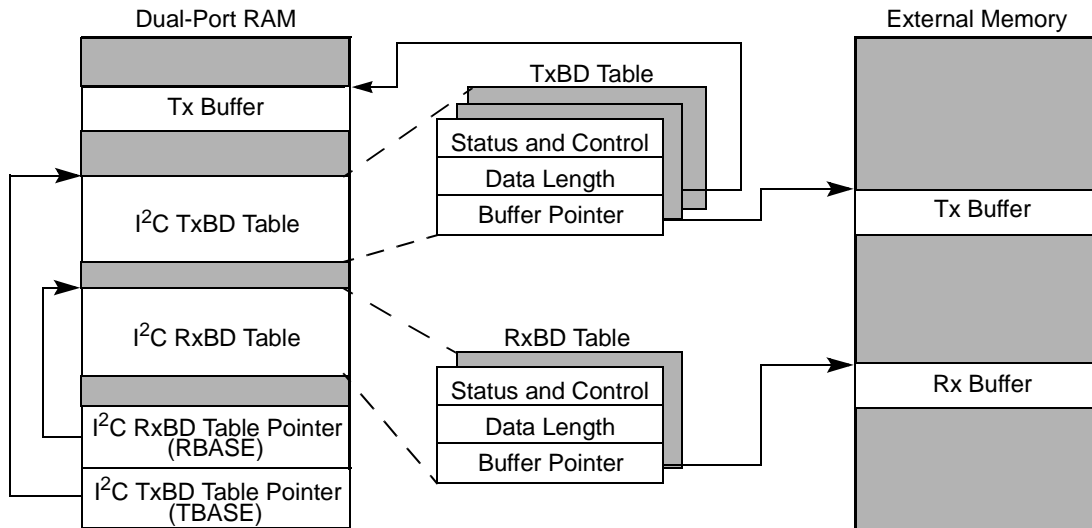 Dual-Port RAM
Tx Buffer
I²C TxBD Table
I²C RxBD Table
I²C RxBD Table Pointer
(RBASE)
I²C TxBD Table Pointer
(TBASE)
TxBD Table
Status and Control
Data Length
Buffer Pointer
RxBD Table
Status and Control
Data Length
Buffer Pointer
External Memory
Tx Buffer
Rx Buffer